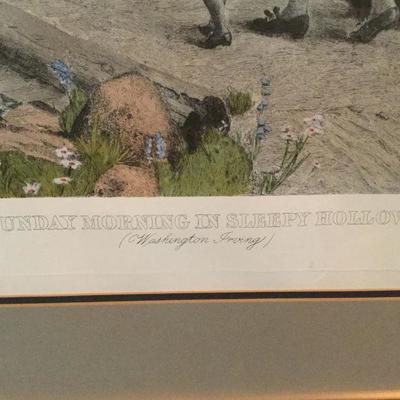 UNDAY MORNING IN SLEEPY HOLLOW
(Washington Irving)